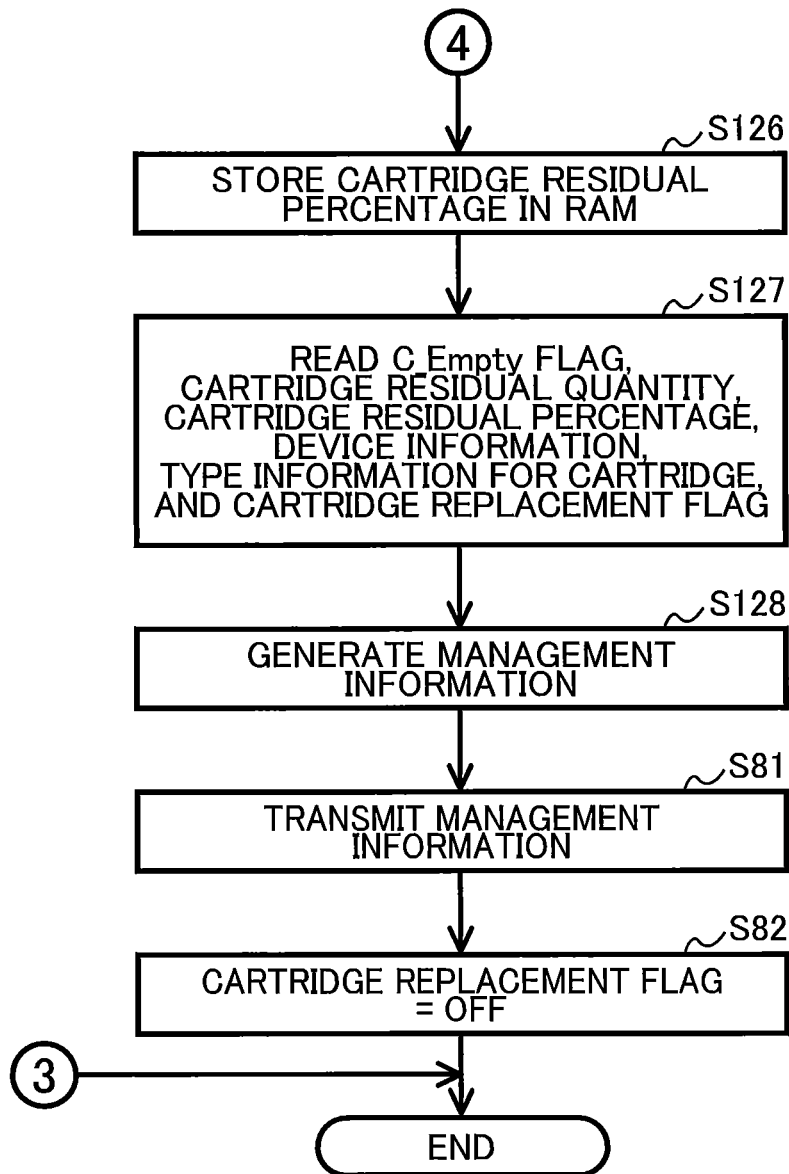 4
S126
STORE CARTRIDGE RESIDUAL
PERCENTAGE IN RAM
S127
READ C_Empty FLAG,
CARTRIDGE RESIDUAL QUANTITY,
CARTRIDGE RESIDUAL PERCENTAGE,
DEVICE INFORMATION,
TYPE INFORMATION FOR CARTRIDGE,
AND CARTRIDGE REPLACEMENT FLAG
S128
GENERATE MANAGEMENT
INFORMATION
S81
TRANSMIT MANAGEMENT
INFORMATION
S82
CARTRIDGE REPLACEMENT FLAG
= OFF
3
END